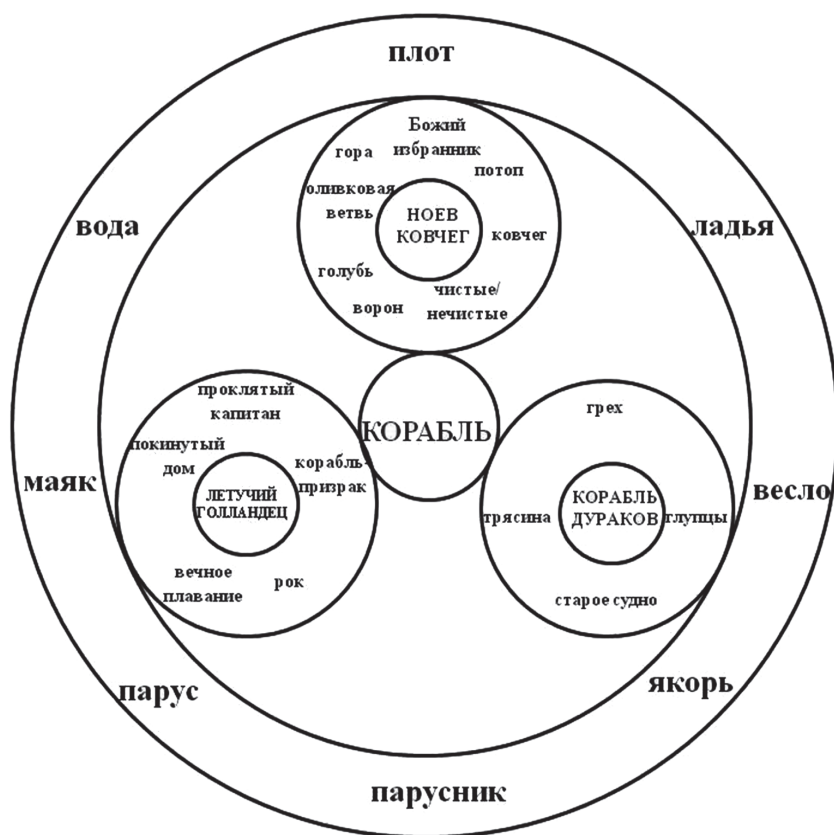 плот
Божий
избранник
гора
потоп
оливковая
ветвь
НОЕВ
КОВЧЕГ
вода
ладья
ковчег
голубь
чистые/
нечистые
ворон
проклятый
капитан
грех
КОРАБЛЬ
покинутый
дом
корабль-
призрак
маяк
весло
ЛЕТУЧИЙ
ГОЛЛАНДЕЦ
КОРАБЛЬ
ДУРАКОВ
трясина
глупцы
вечное
плавание
рок
старое судно
парус
якорь
парусник